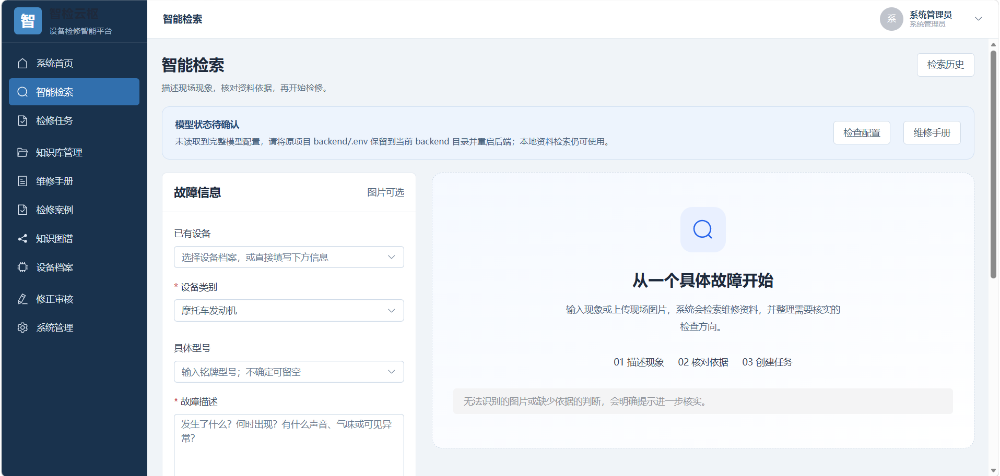 智
智检云枢
设备检修智能平台
系统首页
智能检索
检修任务
知识库管理
维修手册
检修案例
知识图谱
设备档案
修正审核
系统管理
智能检索
系
系统管理员
系统管理员
智能检索
检索历史
描述现场现象，核对资料依据，再开始检修。
模型状态待确认
未读取到完整模型配置，请将原项目 backend/.env 保留到当前 backend 目录并重启后端；本地资料检索仍可使用。
检查配置
维修手册
故障信息
图片可选
已有设备
选择设备档案，或直接填写下方信息
* 设备类别
摩托车发动机
具体型号
输入铭牌型号；不确定可留空
* 故障描述
发生了什么？何时出现？有什么声音、气味或可见异
常？
从一个具体故障开始
输入现象或上传现场图片，系统会检索维修资料，并整理需要核实的
检查方向。
01 描述现象 02 核对依据 03 创建任务
无法识别的图片或缺少依据的判断，会明确提示进一步核实。